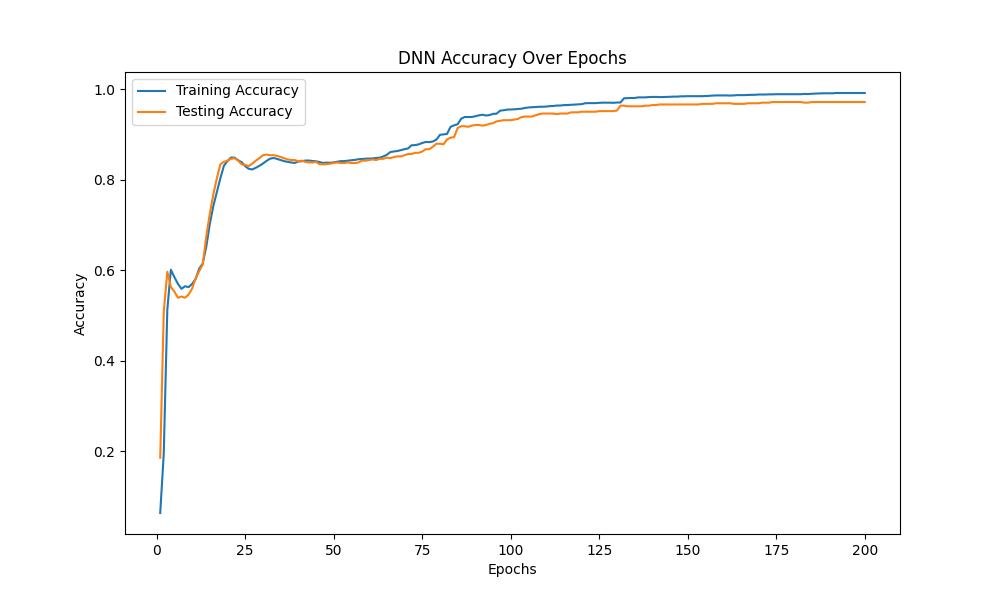 DNN Accuracy Over Epochs
Training Accuracy
Testing Accuracy
1.0
0.8
0.6
0.4
0.2
Accuracy
0 25 50 75 100 125 150 175 200
Epochs